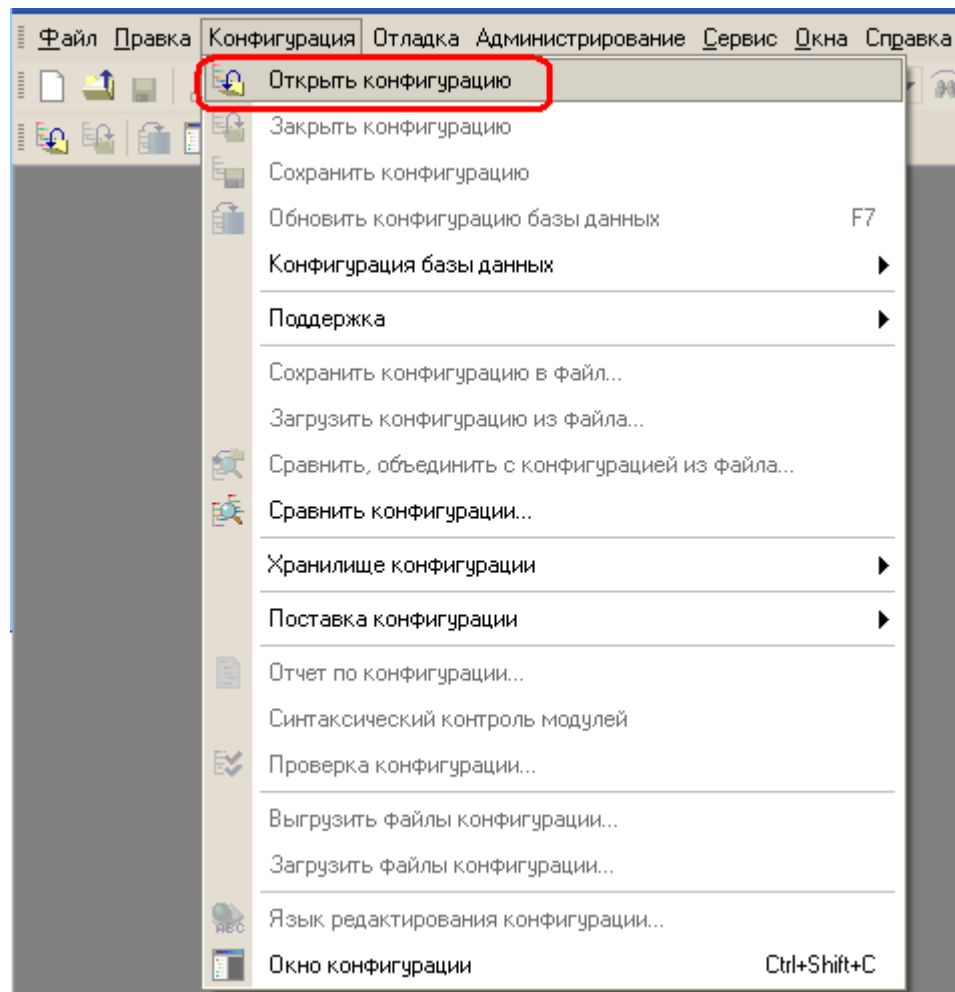 Файл Правка Конфигурация Отладка Администрирование Сервис Окна Справка
Открыть конфигурацию
Закрыть конфигурацию
Сохранить конфигурацию
Обновить конфигурацию базы данных F7
Конфигурация базы данных
Поддержка
Сохранить конфигурацию в файл...
Загрузить конфигурацию из файла...
Сравнить, объединить с конфигурацией из файла...
Сравнить конфигурации...
Хранилище конфигурации
Поставка конфигурации
Отчет по конфигурации...
Синтаксический контроль модулей
Проверка конфигурации...
Выгрузить файлы конфигурации...
Загрузить файлы конфигурации...
ABC Язык редактирования конфигурации...
Окно конфигурации Ctrl+Shift+C